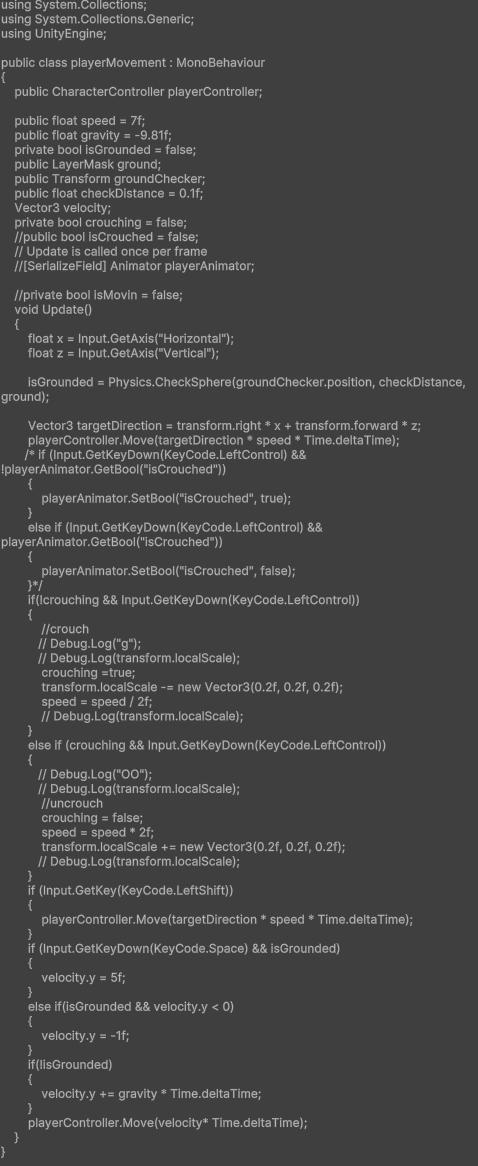 using System.Collections;
using System.Collections.Generic;
using UnityEngine;

public class playerMovement : MonoBehaviour
{
    public CharacterController playerController;

    public float speed = 7f;
    public float gravity = -9.81f;
    private bool isGrounded = false;
    public LayerMask ground;
    public Transform groundChecker;
    public float checkDistance = 0.1f;
    Vector3 velocity;
    private bool crouching = false;
    //public bool isCrouched = false;
    // Update is called once per frame
    //[SerializeField] Animator playerAnimator;

    //private bool isMovin = false;
    void Update()
    {
        float x = Input.GetAxis("Horizontal");
        float z = Input.GetAxis("Vertical");

        isGrounded = Physics.CheckSphere(groundChecker.position, checkDistance,
ground);

        Vector3 targetDirection = transform.right * x + transform.forward * z;
        playerController.Move(targetDirection * speed * Time.deltaTime);
       /* if (Input.GetKeyDown(KeyCode.LeftControl) &&
!playerAnimator.GetBool("isCrouched"))
        {
            playerAnimator.SetBool("isCrouched", true);
        }
        else if (Input.GetKeyDown(KeyCode.LeftControl) &&
playerAnimator.GetBool("isCrouched"))
        {
            playerAnimator.SetBool("isCrouched", false);
        }*/
        if(!crouching && Input.GetKeyDown(KeyCode.LeftControl))
        {
            //crouch
           // Debug.Log("g");
           // Debug.Log(transform.localScale);
            crouching =true;
            transform.localScale -= new Vector3(0.2f, 0.2f, 0.2f);
            speed = speed / 2f;
            // Debug.Log(transform.localScale);
        }
        else if (crouching && Input.GetKeyDown(KeyCode.LeftControl))
        {
           // Debug.Log("OO");
           // Debug.Log(transform.localScale);
            //uncrouch
            crouching = false;
            speed = speed * 2f;
            transform.localScale += new Vector3(0.2f, 0.2f, 0.2f);
           // Debug.Log(transform.localScale);
        }
        if (Input.GetKey(KeyCode.LeftShift))
        {
            playerController.Move(targetDirection * speed * Time.deltaTime);
        }
        if (Input.GetKeyDown(KeyCode.Space) && isGrounded)
        {
            velocity.y = 5f;
        }
        else if(isGrounded && velocity.y < 0)
        {
            velocity.y = -1f;
        }
        if(!isGrounded)
        {
            velocity.y += gravity * Time.deltaTime;
        }
        playerController.Move(velocity* Time.deltaTime);
    }
}